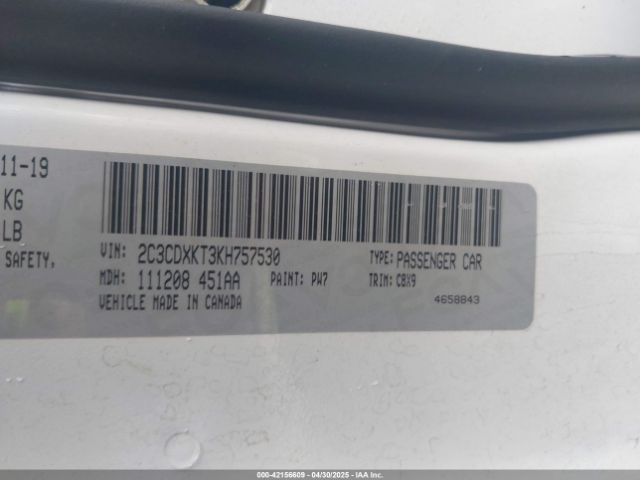 11-19
KG
LB
SAFETY,
VIN: 2C3CDXKT3KH757530
TYPE: PASSENGER CAR
MDH: 111208 451AA
PAINT: PW7
TRIM: C8X9
VEHICLE MADE IN CANADA
4658843
000-42156609 - 04/30/2025 - IAA Inc.